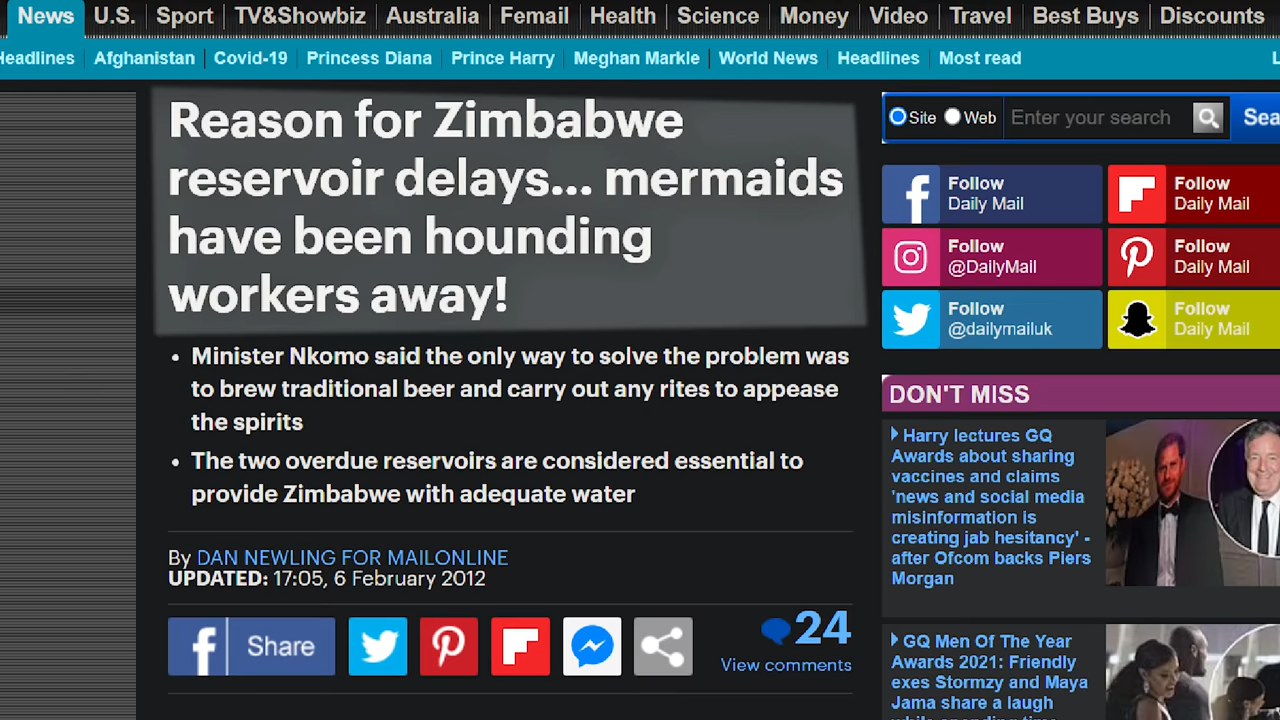 News U.S. Sport TV&Showbiz Australia Femail Health Science Money Video Travel Best Buys Discounts
Headlines Afghanistan Covid-19 Princess Diana Prince Harry Meghan Markle World News Headlines Most read
Reason for Zimbabwe
reservoir delays... mermaids
have been hounding
workers away!
• Minister Nkomo said the only way to solve the problem was
to brew traditional beer and carry out any rites to appease
the spirits
• The two overdue reservoirs are considered essential to
provide Zimbabwe with adequate water
By DAN NEWLING FOR MAILONLINE
UPDATED: 17:05, 6 February 2012
Share
24
View comments
Site Web Enter your search
Follow
Daily Mail
Follow
Daily Mail
Follow
@DailyMail
Follow
Daily Mail
Follow
@dailymailuk
Follow
Daily Mail
DON'T MISS
Harry lectures GQ
Awards about sharing
vaccines and claims
'news and social media
misinformation is
creating jab hesitancy' -
after Ofcom backs Piers
Morgan
GQ Men Of The Year
Awards 2021: Friendly
exes Stormzy and Maya
Jama share a laugh